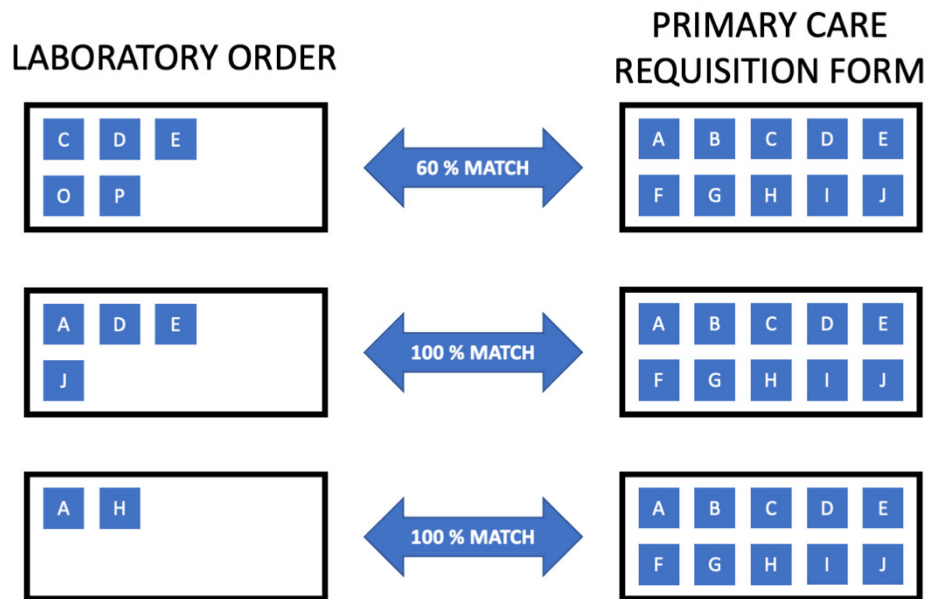 LABORATORY ORDER
PRIMARY CARE
REQUISITION FORM
C D E
O P
60 % MATCH
A B C D E
F G H I J
A D E
J
100 % MATCH
A B C D E
F G H I J
A H
100 % MATCH
A B C D E
F G H I J